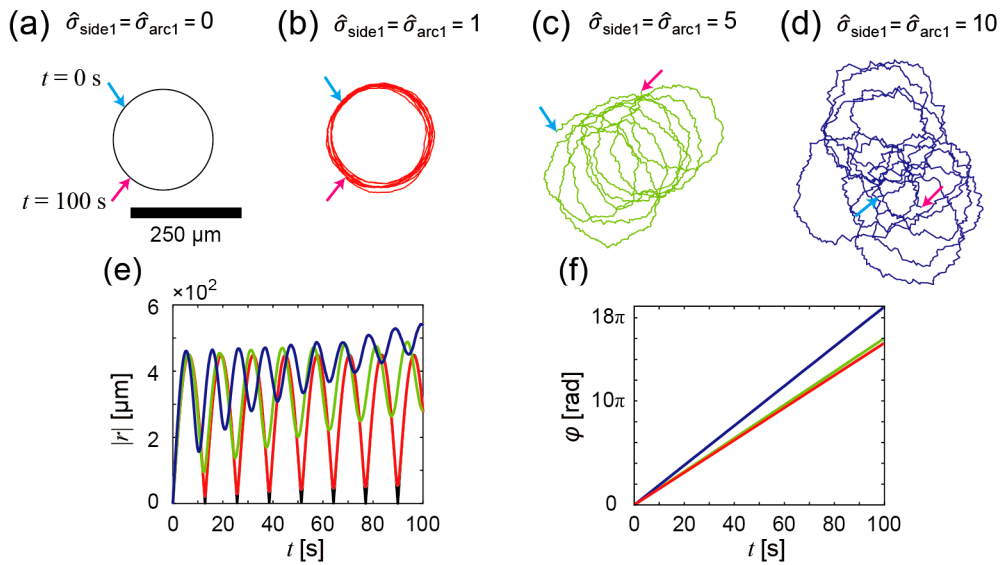 (a) σ̂side1 = σ̂arc1 = 0
(b) σ̂side1 = σ̂arc1 = 1
(c) σ̂side1 = σ̂arc1 = 5
(d) σ̂side1 = σ̂arc1 = 10
t = 0 s
t = 100 s
250 μm
(e)
×10²
6
4
2
0
|r| [μm]
0 20 40 60 80 100
t [s]
(f)
18π
10π
0
φ [rad]
0 20 40 60 80 100
t [s]